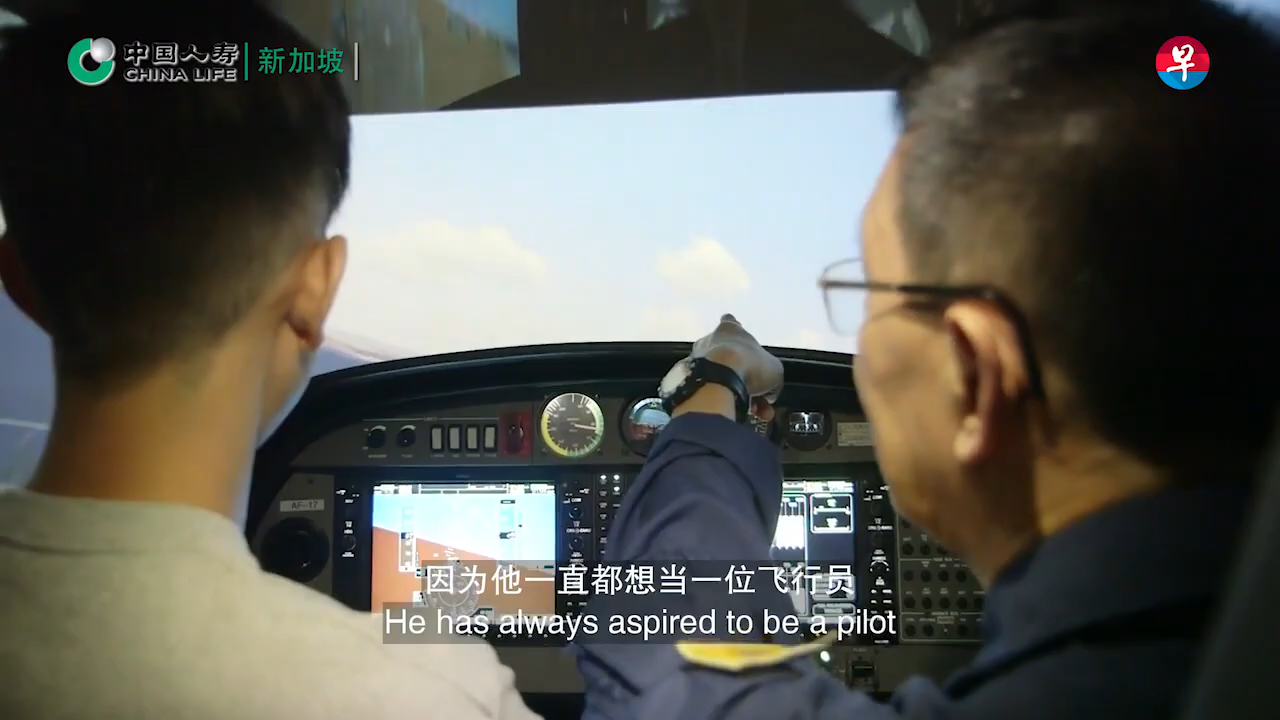 中国人寿
CHINA LIFE
新加坡
早
AF-17
因为他一直都想当一位飞行员
He has always aspired to be a pilot